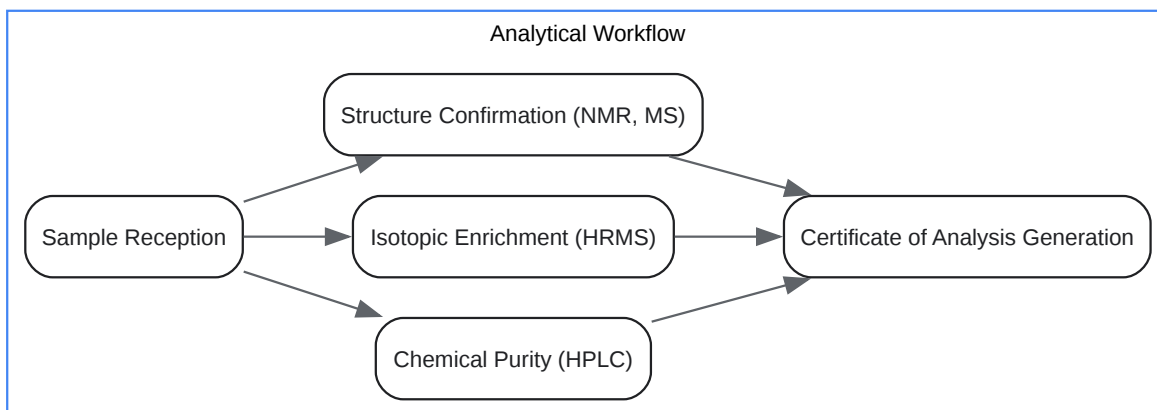 Analytical Workflow
Structure Confirmation (NMR, MS)
Sample Reception
Isotopic Enrichment (HRMS)
Certificate of Analysis Generation
Chemical Purity (HPLC)